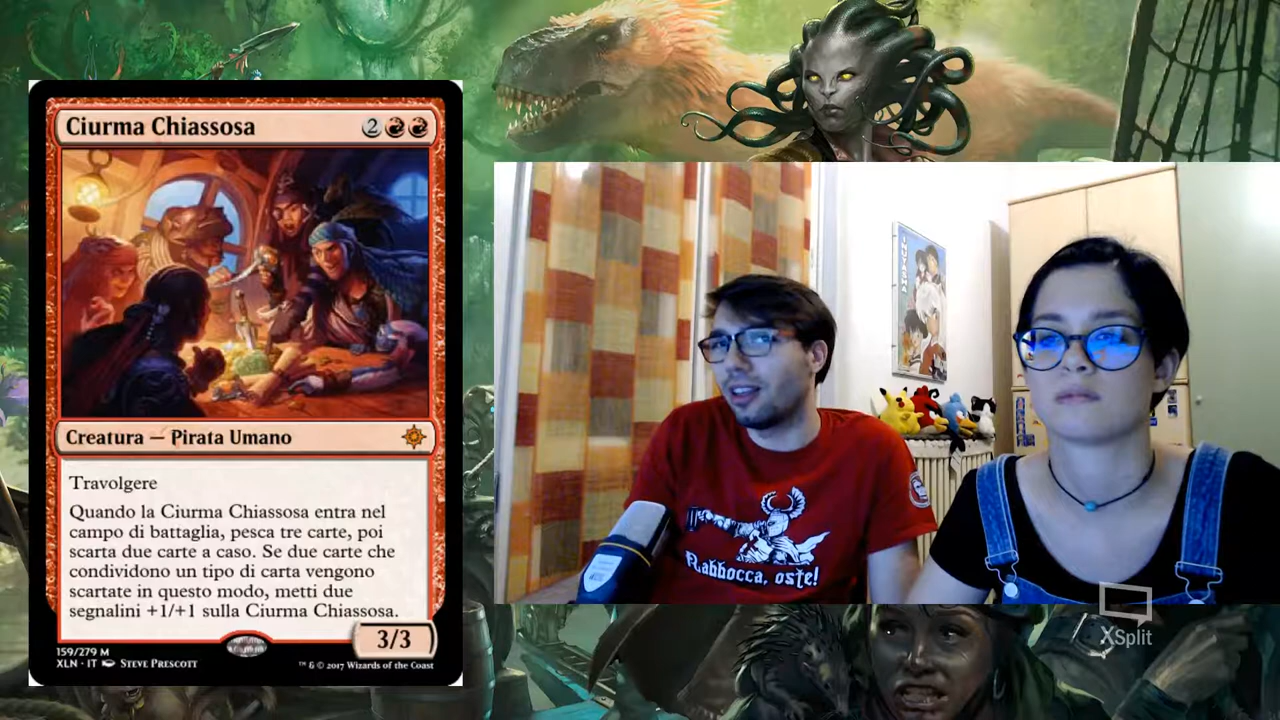 Ciurma Chiassosa
2
Creatura — Pirata Umano
Travolgere
Quando la Ciurma Chiassosa entra nel
campo di battaglia, pesca tre carte, poi
scarta due carte a caso. Se due carte che
condividono un tipo di carta vengono
scartate in questo modo, metti due
segnalini +1/+1 sulla Ciurma Chiassosa.
3/3
159/279 M
XLN • IT STEVE PRESCOTT
™ & © 2017 Wizards of the Coast
INUYASHA
Rabbocca, oste!
XSplit